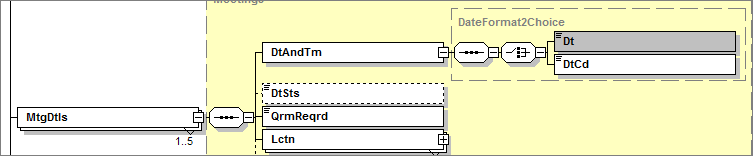 Meetings
DateFormat2Choice
DtAndTm
Dt
DtCd
DtSts
QrmReqrd
MtgDtls
1..5
Lctn